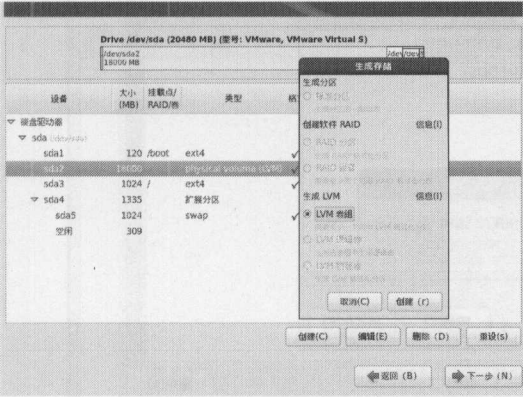 Drive /dev/sda (20480 MB) (型号: VMware, VMware Virtual S)
/dev/sda2
18000 MB
设备
大小
(MB)
挂载点/
RAID/卷
类型
格
硬盘驱动器
sda (/dev/sda)
sda1 120 /boot ext4
sda2 18000 physical volume (LVM)
sda3 1024 / ext4
sda4 1335 扩展分区
sda5 1024 swap
空闲 309
生成存储
生成分区
创建软件 RAID 信息(I)
生成 LVM 信息(I)
LVM 卷组
取消(C) 创建 (r)
创建(C) 编辑(E) 删除 (D) 重设(s)
返回 (B) 下一步 (N)